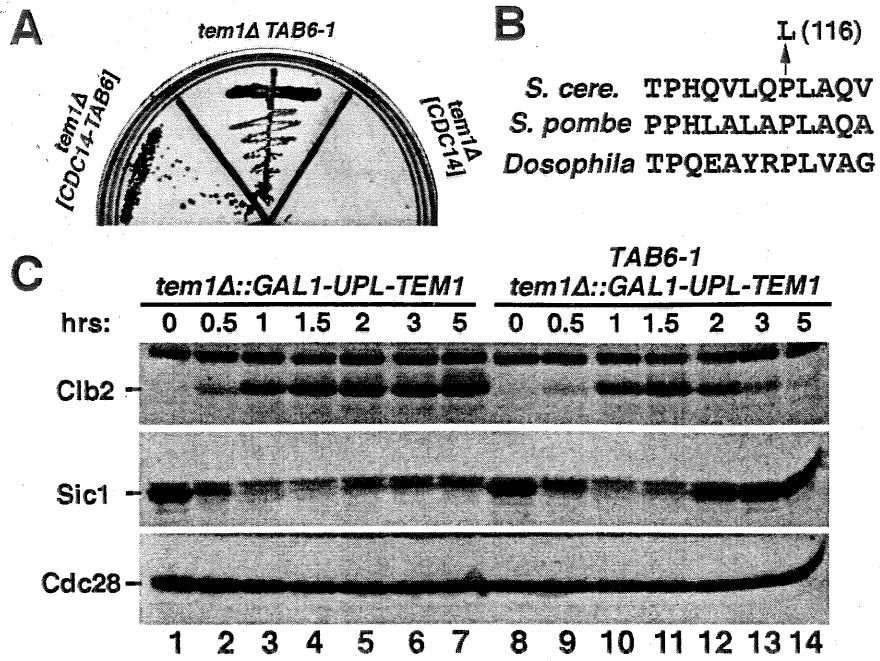 A
tem1Δ TAB6-1
tem1Δ
[CDC14-TAB6]
tem1Δ
[CDC14]
B
L (116)
S. cere. TPHQVLQPLAQV
S. pombe PPHLALAPLAQA
Dosophila TPQEAYRPLVAG
C
TAB6-1
tem1Δ::GAL1-UPL-TEM1 tem1Δ::GAL1-UPL-TEM1
hrs: 0 0.5 1 1.5 2 3 5 0 0.5 1 1.5 2 3 5
Clb2
Sic1
Cdc28
1 2 3 4 5 6 7 8 9 10 11 12 13 14